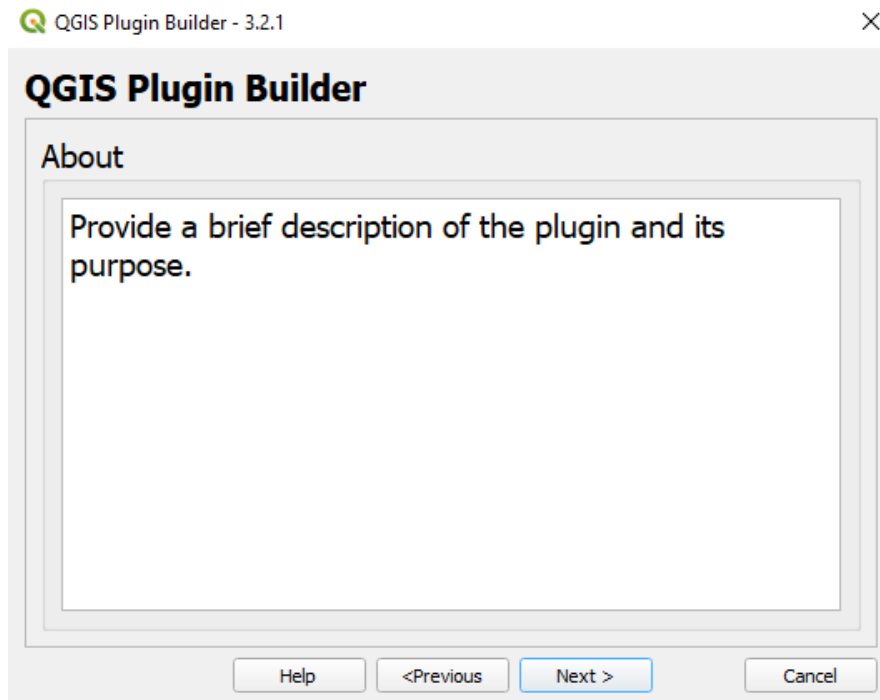 QGIS Plugin Builder - 3.2.1
QGIS Plugin Builder
About
Provide a brief description of the plugin and its
purpose.
Help
<Previous
Next >
Cancel